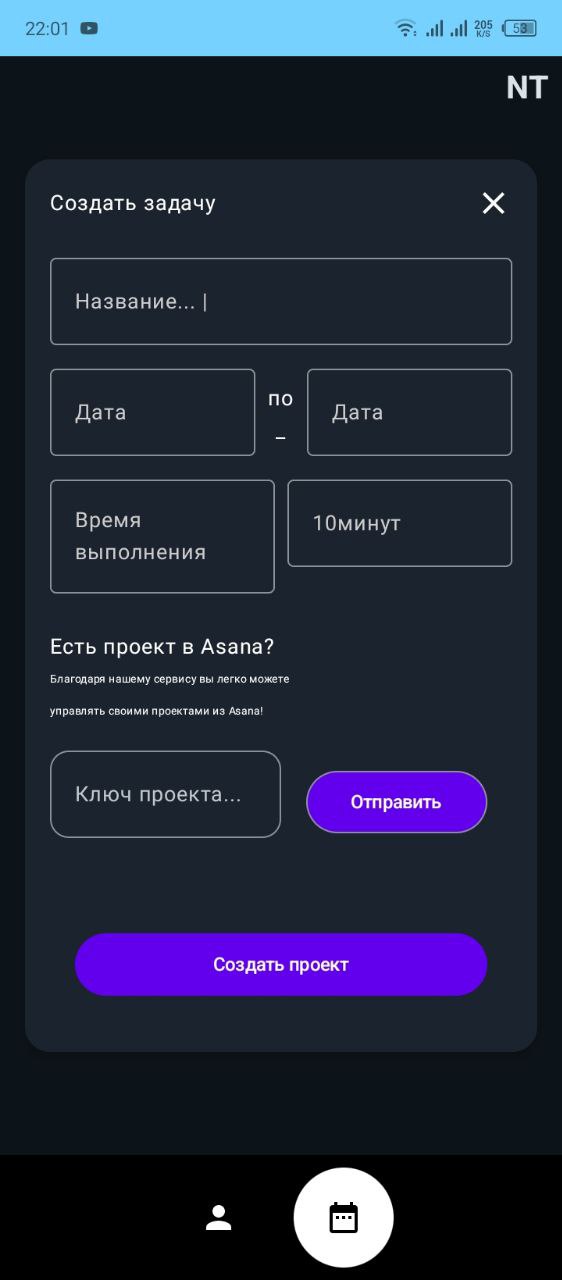 22:01
205
K/S
53
NT
Создать задачу
Название... |
Дата
по
–
Дата
Время
выполнения
10минут
Есть проект в Asana?
Благодаря нашему сервису вы легко можете
управлять своими проектами из Asana!
Ключ проекта...
Отправить
Создать проект